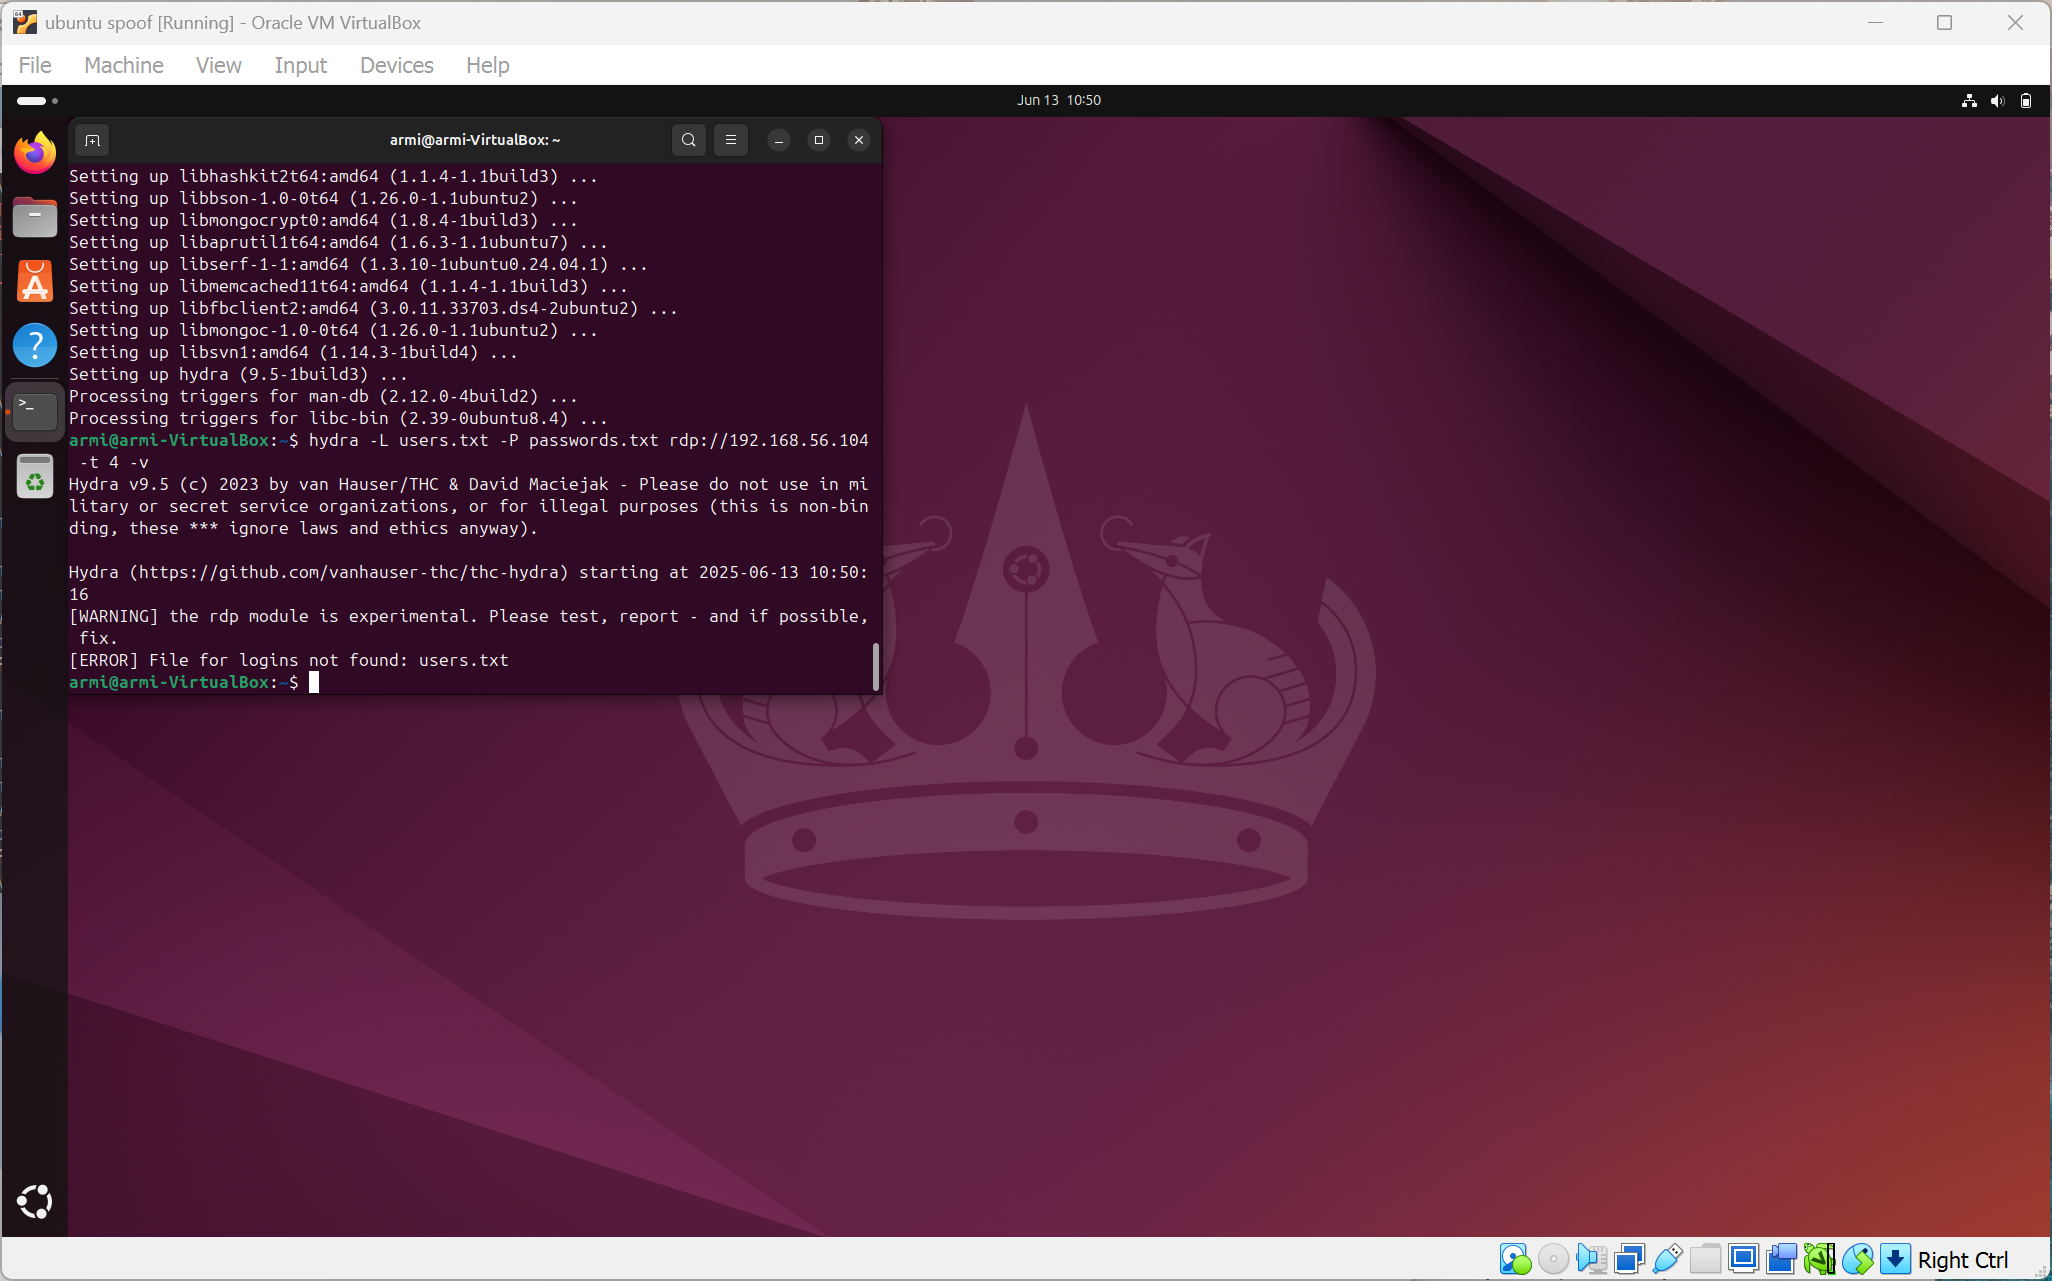 ubuntu spoof [Running] - Oracle VM VirtualBox
File Machine View Input Devices Help
Jun 13 10:50
armi@armi-VirtualBox: ~
Setting up libhashkit2t64:amd64 (1.1.4-1.1build3) ...
Setting up libbson-1.0-0t64 (1.26.0-1.1ubuntu2) ...
Setting up libmongocrypt0:amd64 (1.8.4-1build3) ...
Setting up libaprutil1t64:amd64 (1.6.3-1.1ubuntu7) ...
Setting up libserf-1-1:amd64 (1.3.10-1ubuntu0.24.04.1) ...
Setting up libmemcached11t64:amd64 (1.1.4-1.1build3) ...
Setting up libfbclient2:amd64 (3.0.11.33703.ds4-2ubuntu2) ...
Setting up libmongoc-1.0-0t64 (1.26.0-1.1ubuntu2) ...
Setting up libsvn1:amd64 (1.14.3-1build4) ...
Setting up hydra (9.5-1build3) ...
Processing triggers for man-db (2.12.0-4build2) ...
Processing triggers for libc-bin (2.39-0ubuntu8.4) ...
armi@armi-VirtualBox:~$ hydra -L users.txt -P passwords.txt rdp://192.168.56.104
 -t 4 -v
Hydra v9.5 (c) 2023 by van Hauser/THC & David Maciejak - Please do not use in mi
litary or secret service organizations, or for illegal purposes (this is non-bin
ding, these *** ignore laws and ethics anyway).
Hydra (https://github.com/vanhauser-thc/thc-hydra) starting at 2025-06-13 10:50:
16
[WARNING] the rdp module is experimental. Please test, report - and if possible,
 fix.
[ERROR] File for logins not found: users.txt
armi@armi-VirtualBox:~$
Right Ctrl